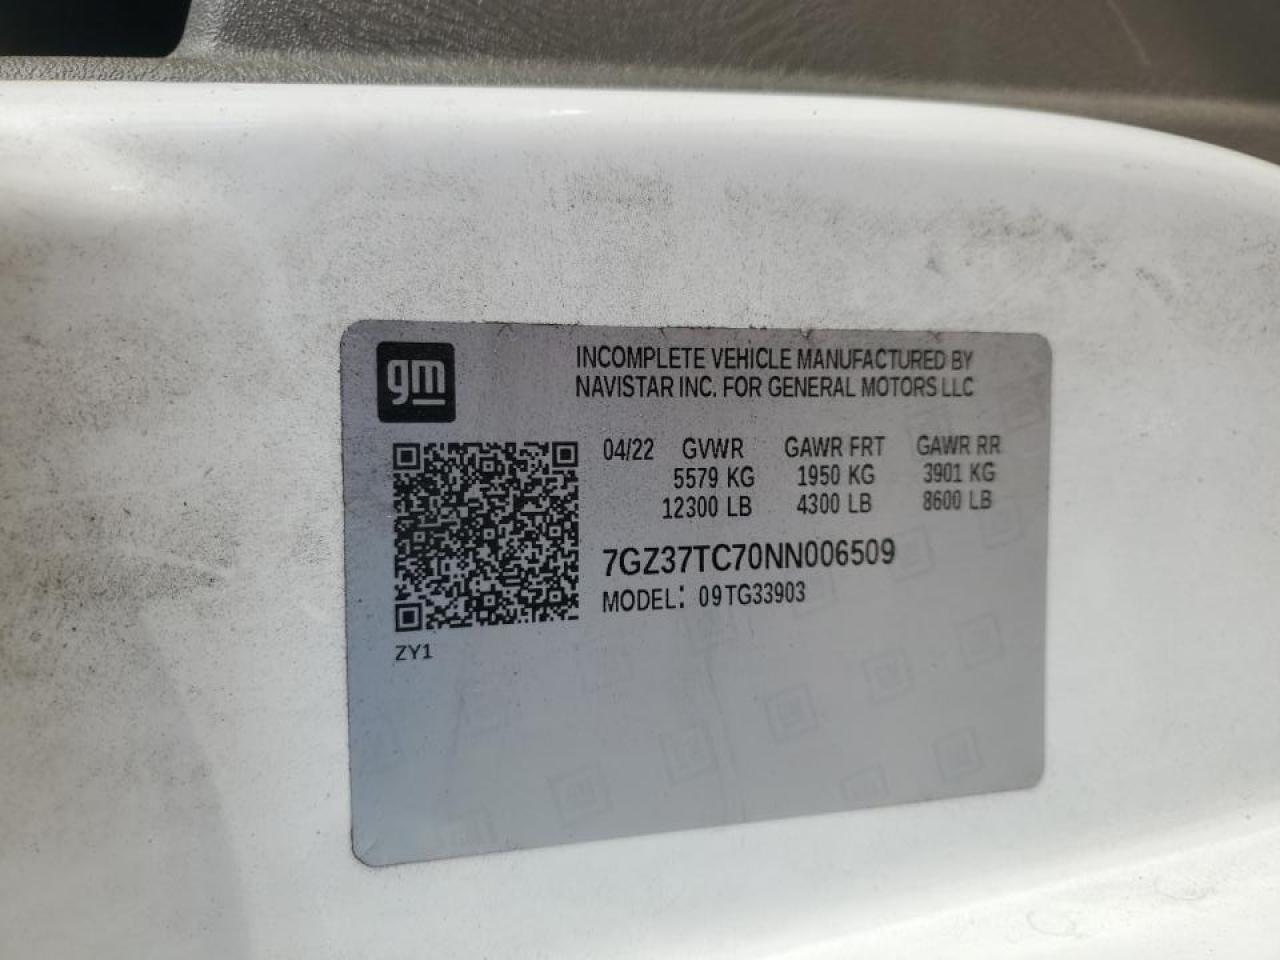 gm
INCOMPLETE VEHICLE MANUFACTURED BY
NAVISTAR INC. FOR GENERAL MOTORS LLC
04/22 GVWR GAWR FRT GAWR RR
5579 KG 1950 KG 3901 KG
12300 LB 4300 LB 8600 LB
7GZ37TC70NN006509
MODEL: 09TG33903
ZY1